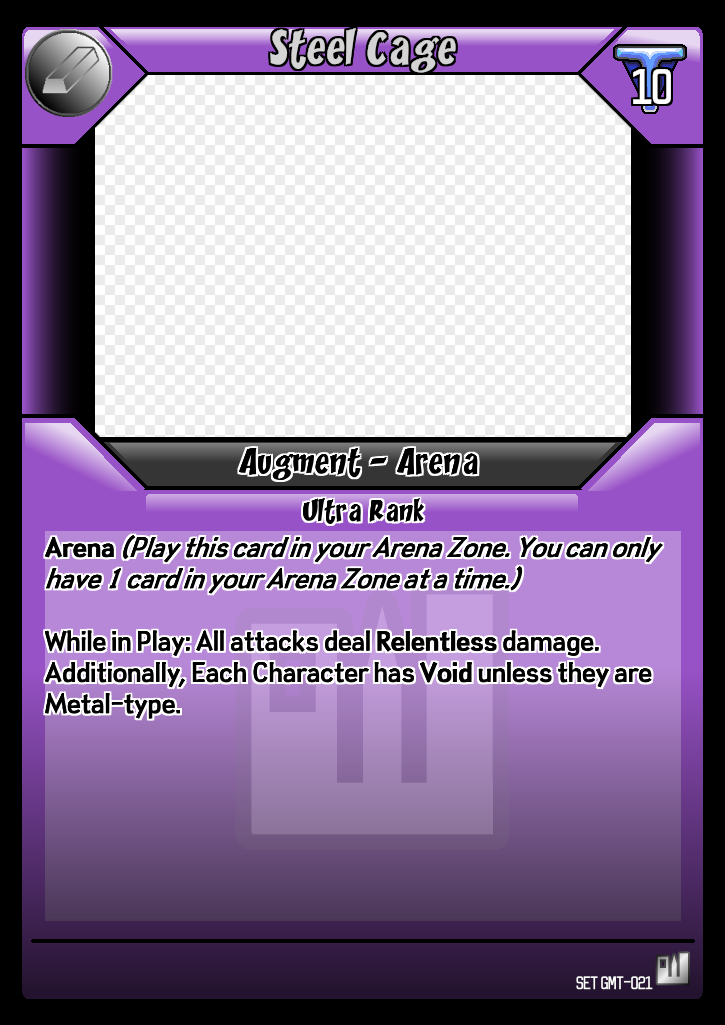 Steel Cage
10
Augment - Arena
Ultra Rank
Arena (Play this card in your Arena Zone. You can only
have 1 card in your Arena Zone at a time.)
While in Play: All attacks deal Relentless damage.
Additionally, Each Character has Void unless they are
Metal-type.
SET GMT-021